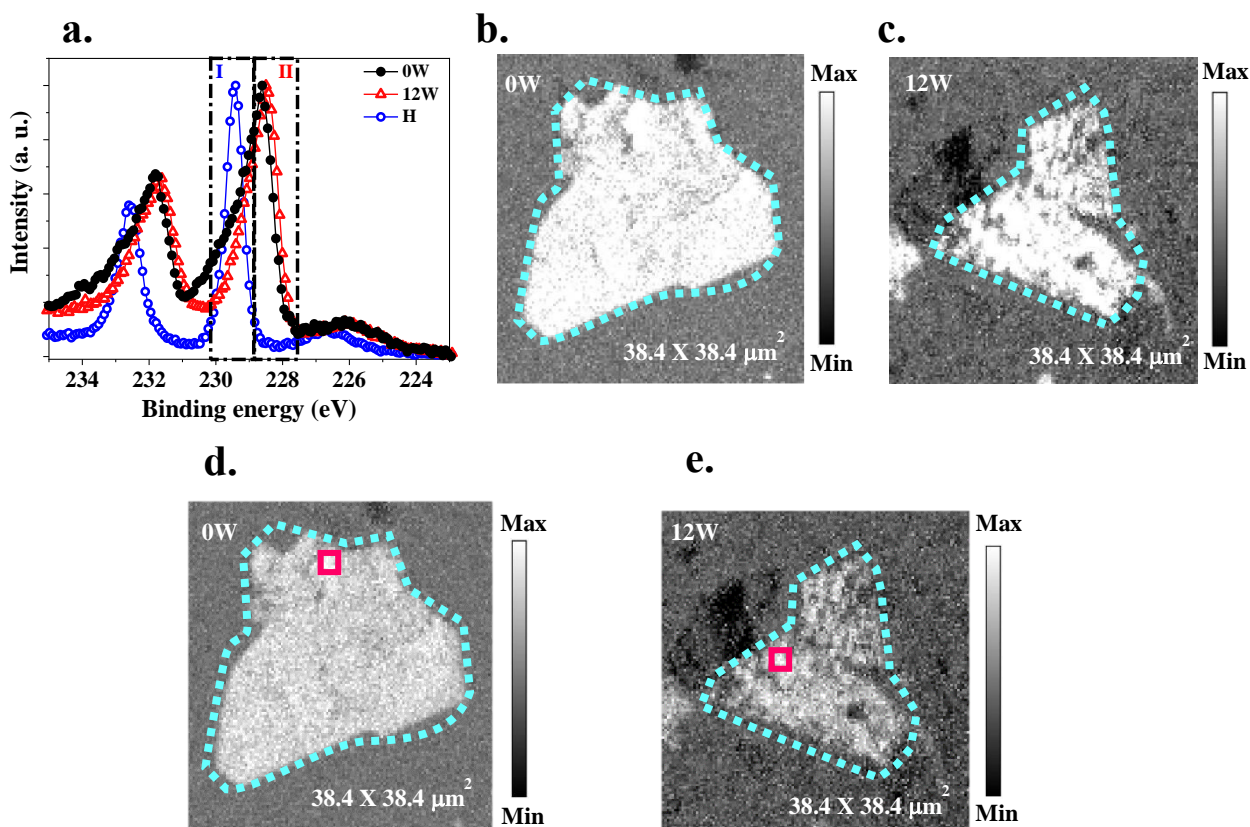 a.
I
II
0W
12W
H
Intensity (a. u.)
234
232
230
228
226
224
Binding energy (eV)
b.
0W
38.4 X 38.4 μm²
Max
Min
c.
12W
38.4 X 38.4 μm²
Max
Min
d.
0W
38.4 X 38.4 μm²
Max
Min
e.
12W
38.4 X 38.4 μm²
Max
Min